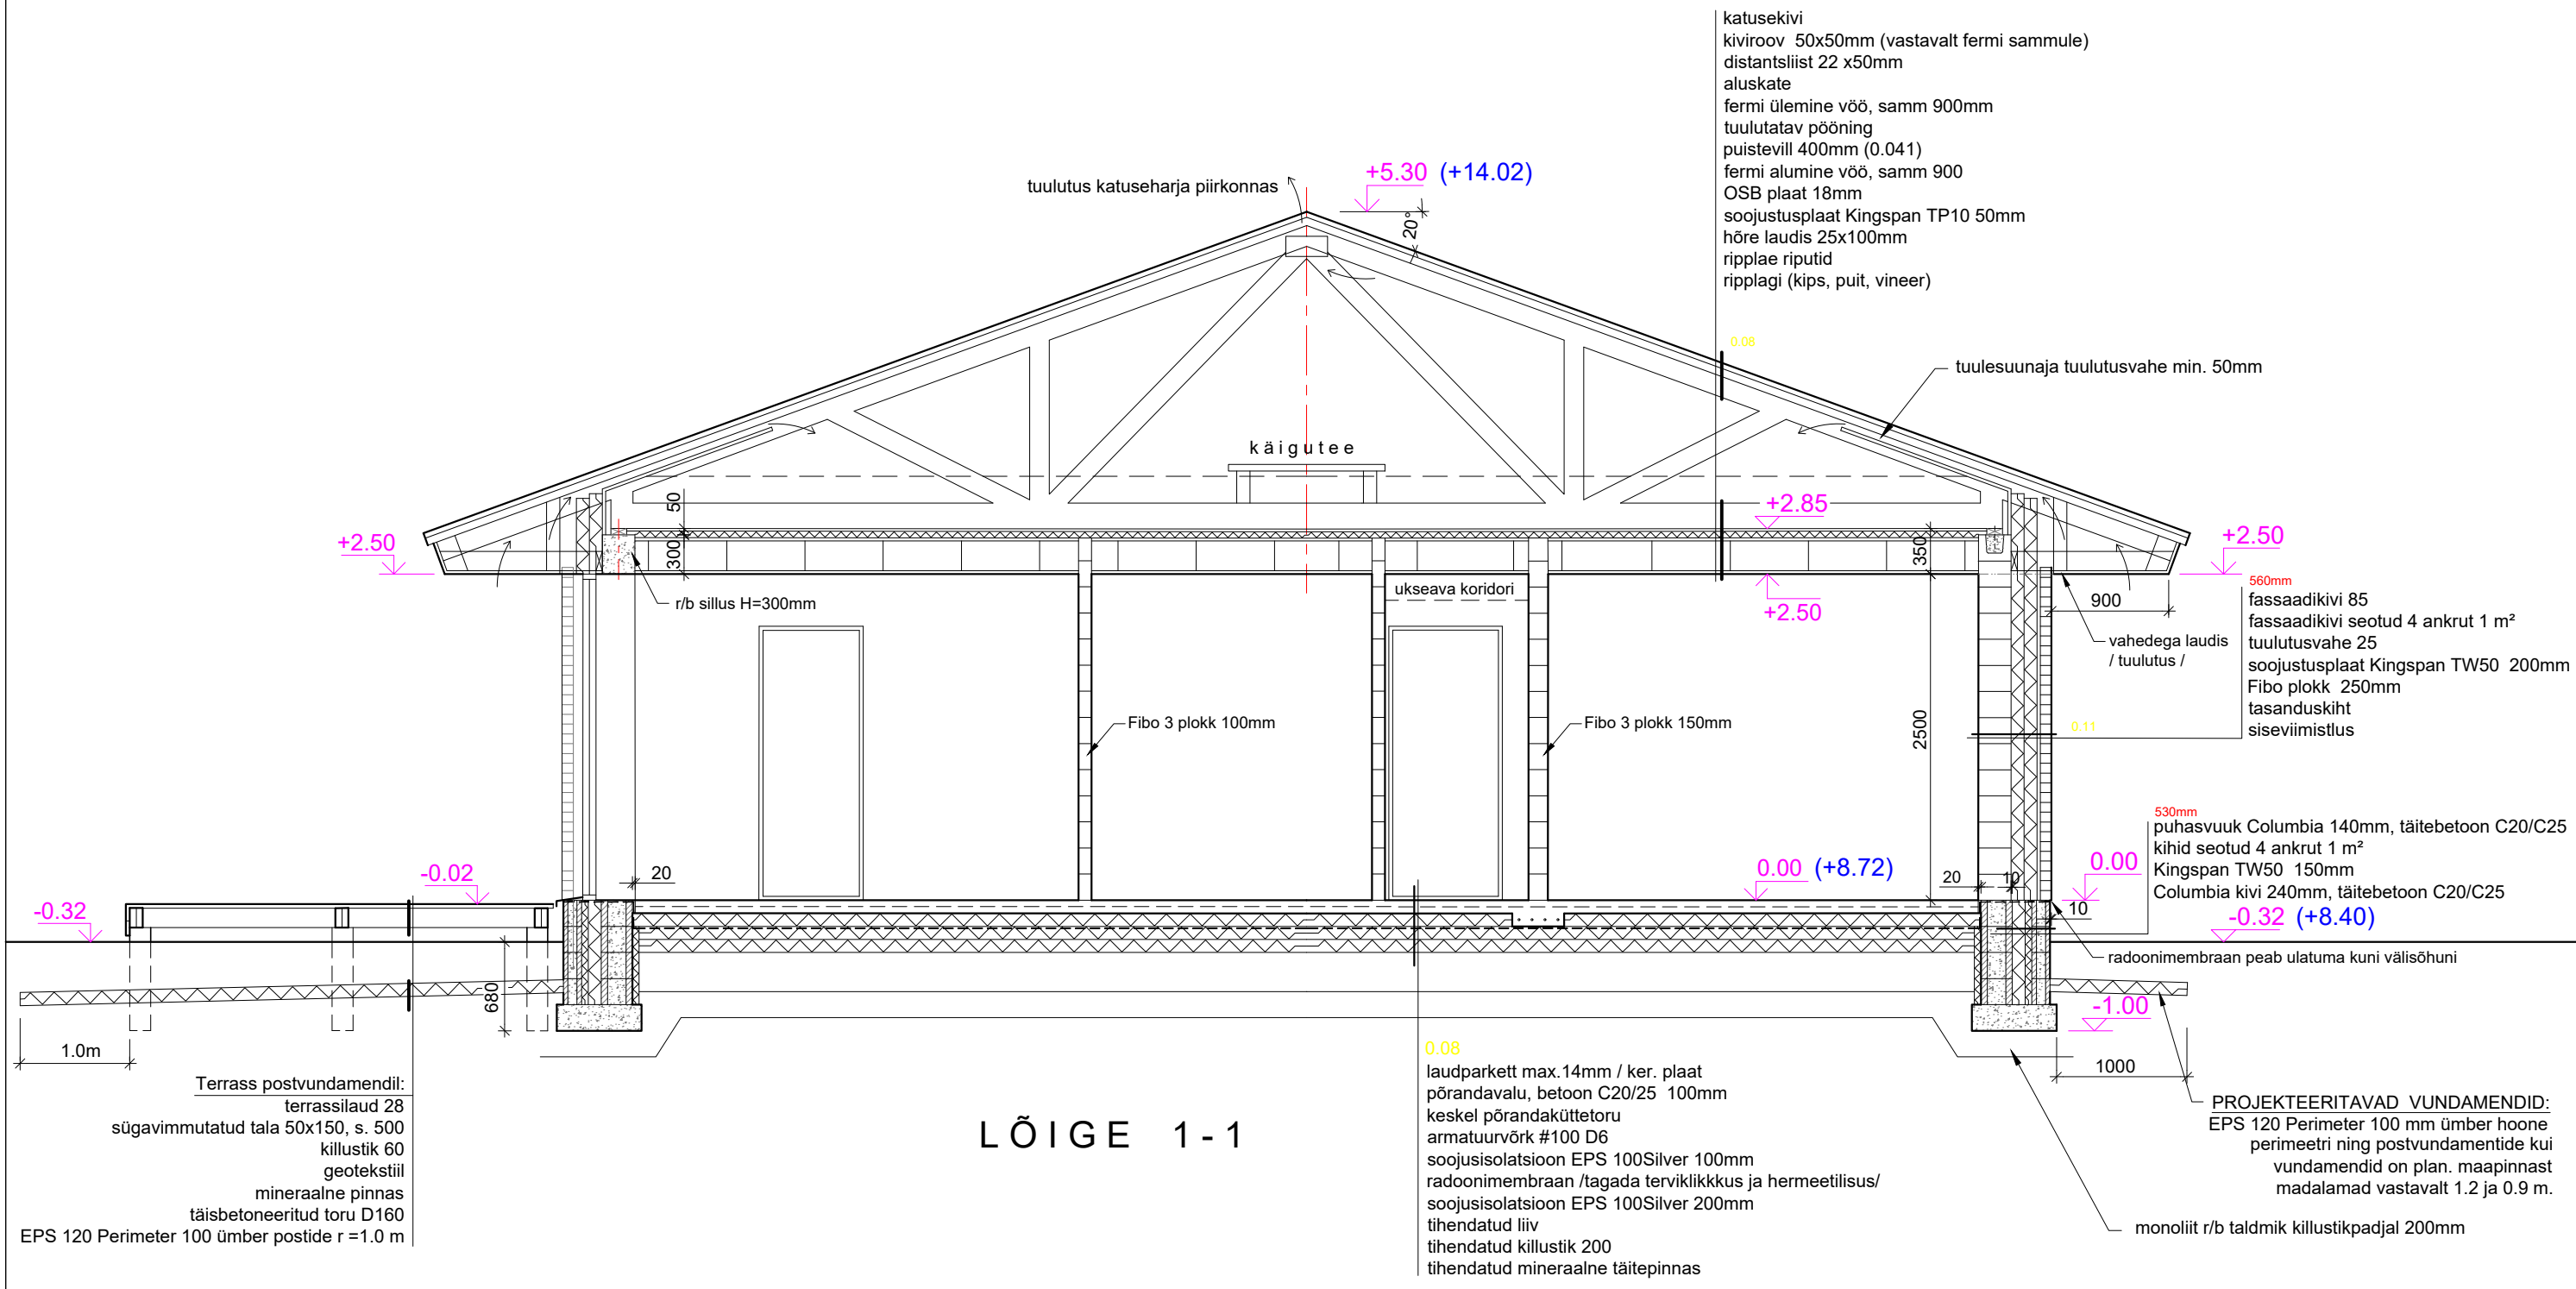 katusekivi
kiviroov 50x50mm (vastavalt fermi sammule)
distantsliist 22 x50mm
aluskate
fermi ülemine vöö, samm 900mm
tuulutatav pööning
puistevill 400mm (0.041)
fermi alumine vöö, samm 900
OSB plaat 18mm
soojustusplaat Kingspan TP10 50mm
hõre laudis 25x100mm
ripplae riputid
ripplagi (kips, puit, vineer)
+5.30 (+14.02)
tuulutus katuseharja piirkonnas
20°
0.08
tuulesuunaja tuulutusvahe min. 50mm
käigutee
50
+2.85
+2.50
300
350
+2.50
r/b sillus H=300mm
ukseava koridori
+2.50
900
560mm
fassaadikivi 85
fassaadikivi seotud 4 ankrut 1 m²
tuulutusvahe 25
soojustusplaat Kingspan TW50 200mm
Fibo plokk 250mm
tasanduskiht
siseviimistlus
vahedega laudis
/ tuulutus /
Fibo 3 plokk 100mm
Fibo 3 plokk 150mm
2500
0.11
530mm
puhasvuuk Columbia 140mm, täitebetoon C20/C25
kihid seotud 4 ankrut 1 m²
Kingspan TW50 150mm
Columbia kivi 240mm, täitebetoon C20/C25
-0.02
20
0.00 (+8.72)
20
10
0.00
-0.32
10
-0.32 (+8.40)
radoonimembraan peab ulatuma kuni välisõhuni
680
-1.00
1.0m
1000
Terrass postvundamendil:
terrassilaud 28
sügavimmutatud tala 50x150, s. 500
killustik 60
geotekstiil
mineraalne pinnas
täisbetoneeritud toru D160
EPS 120 Perimeter 100 ümber postide r =1.0 m
LÕIGE 1-1
0.08
laudparkett max.14mm / ker. plaat
põrandavalu, betoon C20/25 100mm
keskel põrandaküttetoru
armatuurvõrk #100 D6
soojusisolatsioon EPS 100Silver 100mm
radoonimembraan /tagada terviklikkkus ja hermeetilisus/
soojusisolatsioon EPS 100Silver 200mm
tihendatud liiv
tihendatud killustik 200
tihendatud mineraalne täitepinnas
PROJEKTEERITAVAD VUNDAMENDID:
EPS 120 Perimeter 100 mm ümber hoone
perimeetri ning postvundamentide kui
vundamendid on plan. maapinnast
madalamad vastavalt 1.2 ja 0.9 m.
monoliit r/b taldmik killustikpadjal 200mm